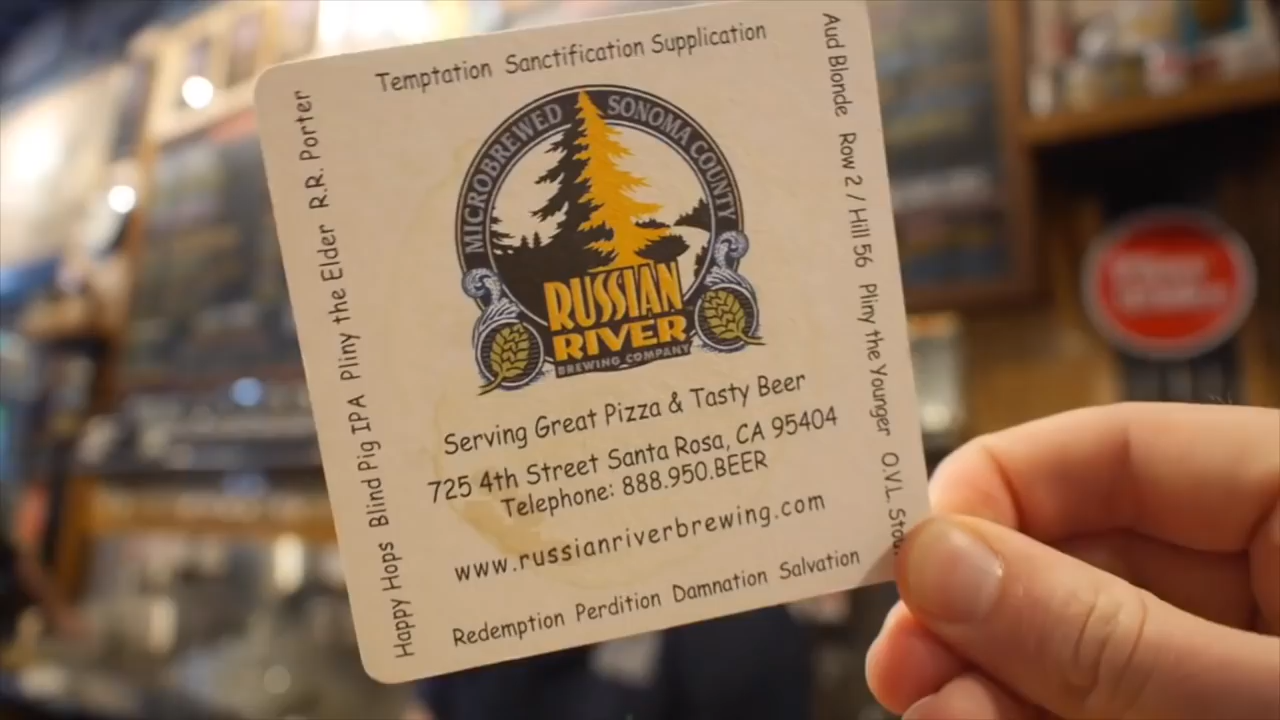 Temptation Sanctification Supplication
MICROBREWED SONOMA COUNTY
RUSSIAN
RIVER
BREWING COMPANY
Serving Great Pizza & Tasty Beer
725 4th Street Santa Rosa, CA 95404
Telephone: 888.950.BEER
www.russianriverbrewing.com
Redemption Perdition Damnation Salvation
Happy Hops Blind Pig IPA Pliny the Elder R.R. Porter
Aud Blonde Row 2 / Hill 56 Pliny the Younger O.V.L.